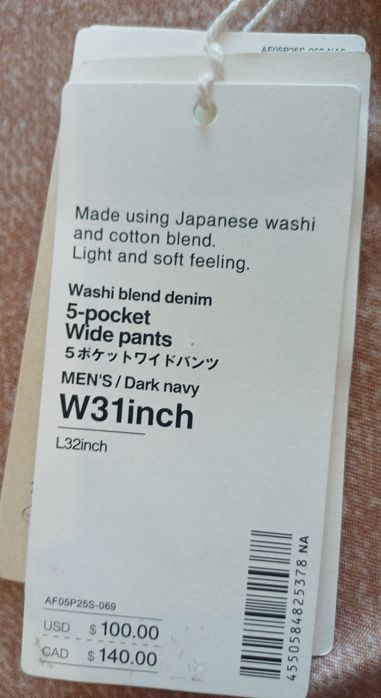 Made using Japanese washi
and cotton blend.
Light and soft feeling.
Washi blend denim
5-pocket
Wide pants
5ポケットワイドパンツ
MEN'S / Dark navy
W31inch
L32inch
AF05P25S-069
USD $ 100.00
CAD $ 140.00
4550584825378 NA